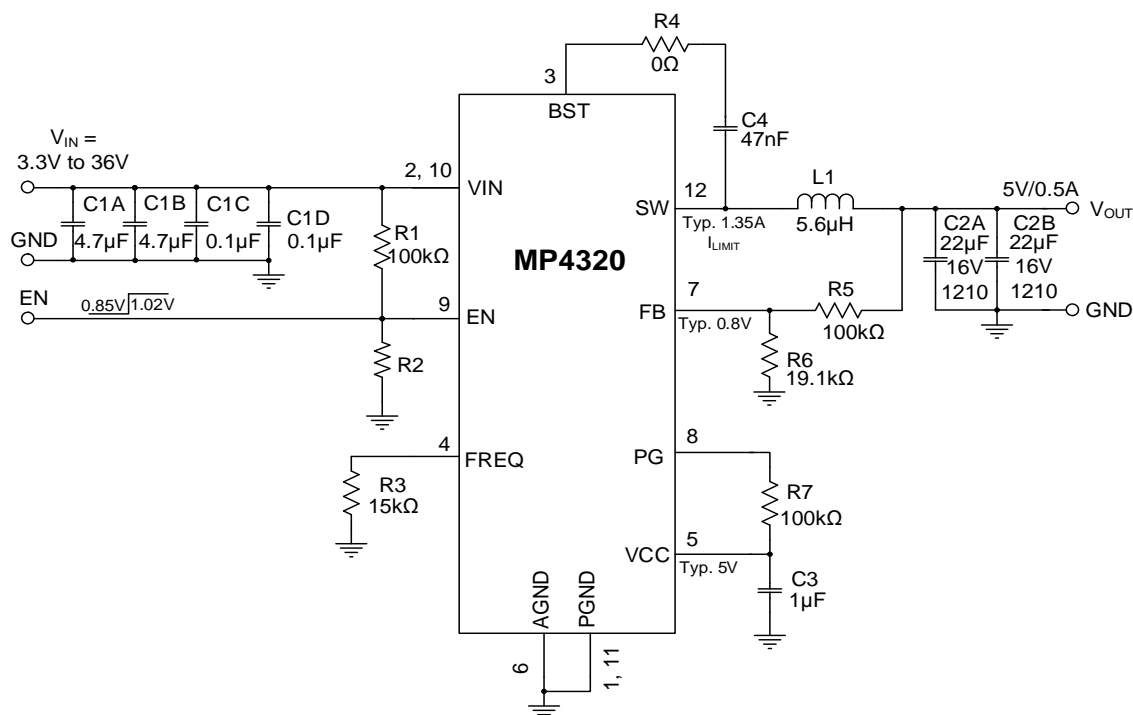 R4
0Ω
3
BST
C4
47nF
VIN =
3.3V to 36V
2, 10
VIN
12
SW
Typ. 1.35A
ILIMIT
L1
5.6µH
5V/0.5A
VOUT
C1A
4.7µF
C1B
4.7µF
C1C
0.1µF
C1D
0.1µF
GND
R1
100kΩ
MP4320
C2A
22µF
16V
1210
C2B
22µF
16V
1210
GND
EN
0.85V
1.02V
9
EN
7
FB
Typ. 0.8V
R5
100kΩ
R2
R6
19.1kΩ
4
FREQ
R3
15kΩ
8
PG
R7
100kΩ
5
VCC
Typ. 5V
C3
1µF
AGND
PGND
6
1, 11